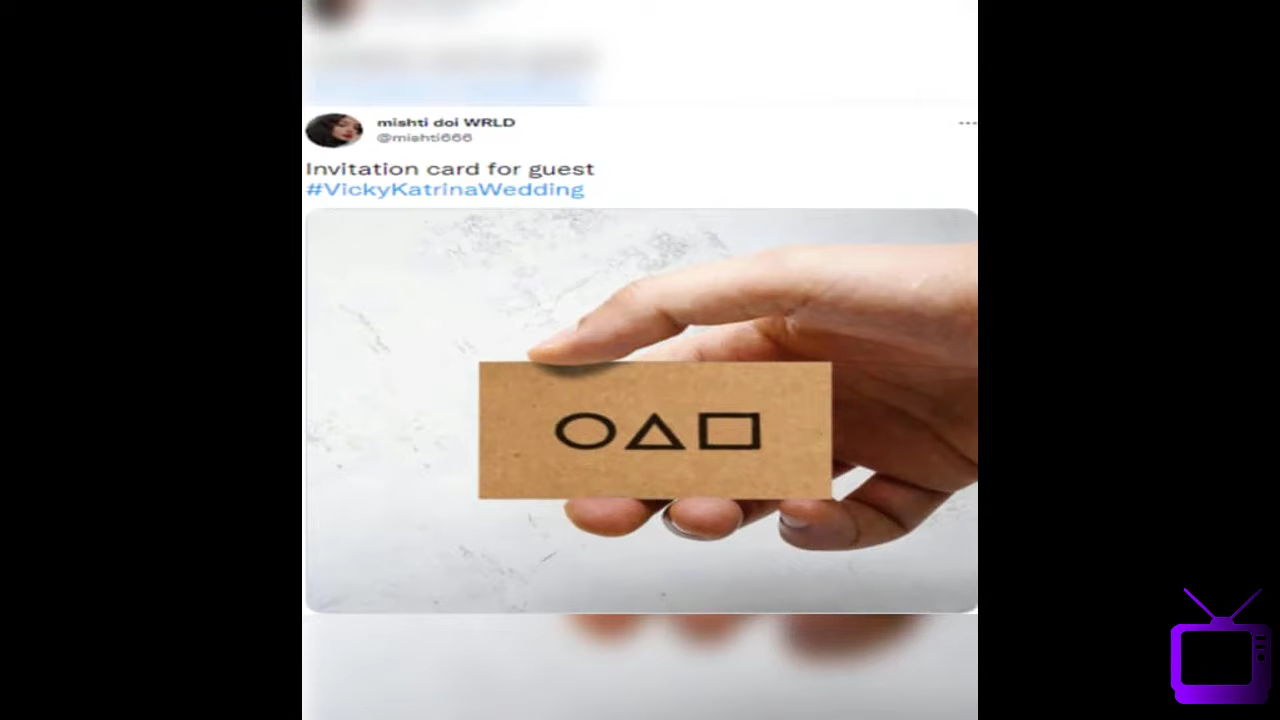 mishti doi WRLD
@mishti666
Invitation card for guest
#VickyKatrinaWedding